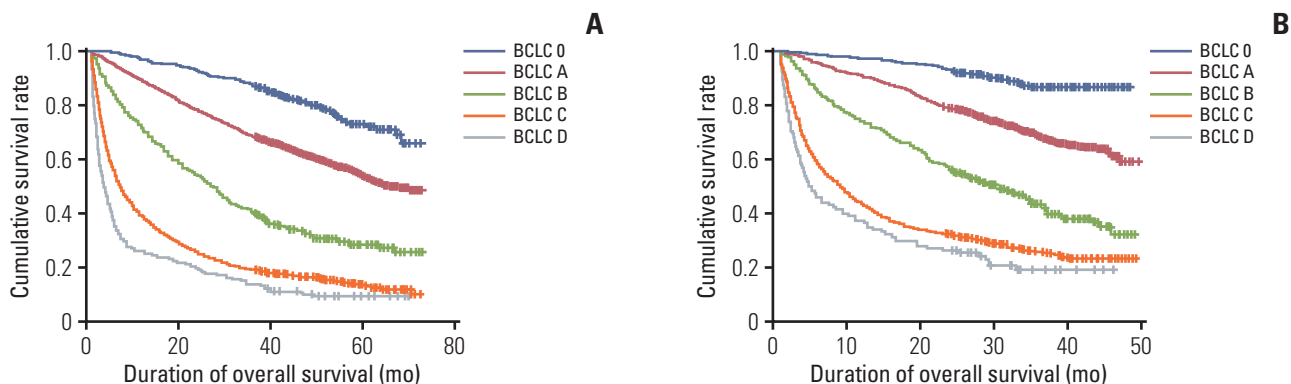 A
1.0
0.8
0.6
0.4
0.2
0
Cumulative survival rate
0 20 40 60 80
Duration of overall survival (mo)
BCLC 0
BCLC A
BCLC B
BCLC C
BCLC D
B
1.0
0.8
0.6
0.4
0.2
0
Cumulative survival rate
0 10 20 30 40 50
Duration of overall survival (mo)
BCLC 0
BCLC A
BCLC B
BCLC C
BCLC D